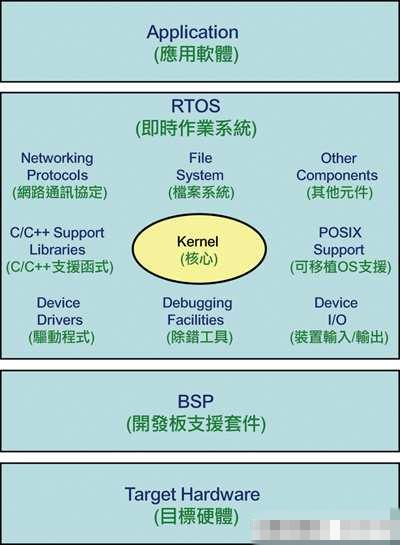 Application
(應用軟體)
RTOS
(即時作業系統)
Networking
Protocols
(網路通訊協定)
File
System
(檔案系統)
Other
Components
(其他元件)
C/C++ Support
Libraries
(C/C++支援函式)
Kernel
(核心)
POSIX
Support
(可移植OS支援)
Device
Drivers
(驅動程式)
Debugging
Facilities
(除錯工具)
Device
I/O
(裝置輸入/輸出)
BSP
(開發板支援套件)
Target Hardware
(目標硬體)